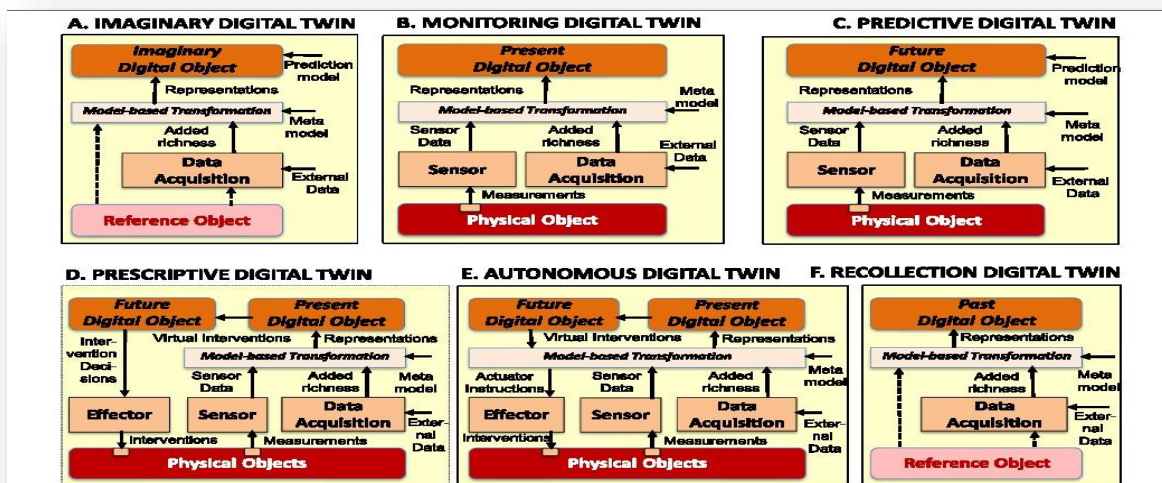 A. IMAGINARY DIGITAL TWIN
Imaginary
Digital Object
Prediction
model
Representations
Model-based Transformation
Meta
model
Added
richness
Data
Acquisition
External
Data
Reference Object
B. MONITORING DIGITAL TWIN
Present
Digital Object
Representations
Meta
model
Model-based Transformation
Sensor
Data
Added
richness
External
Data
Sensor
Data
Acquisition
Measurements
Physical Object
C. PREDICTIVE DIGITAL TWIN
Future
Digital Object
Prediction
model
Representations
Model-based Transformation
Meta
model
Sensor
Data
Added
richness
Sensor
Data
Acquisition
External
Data
Measurements
Physical Object
D. PRESCRIPTIVE DIGITAL TWIN
Future
Digital Object
Present
Digital Object
Inter-
vention
Deci-
sions
Virtual Interventions
Representations
Model-based Transformation
Sensor
Data
Added
richness
Meta
model
Effector
Sensor
Data
Acquisition
Exter-
nal
Data
Interventions
Measurements
Physical Objects
E. AUTONOMOUS DIGITAL TWIN
Future
Digital Object
Present
Digital Object
Virtual Interventions
Representations
Model-based Transformation
Meta
model
Actuator
Instructions
Sensor
Data
Added
richness
Effector
Sensor
Data
Acquisition
Exter-
nal
Data
Interventions
Measurements
Physical Objects
F. RECOLLECTION DIGITAL TWIN
Past
Digital Object
Representations
Model-based Transformation
Meta
model
Added
richness
Data
Acquisition
Exter-
nal
Data
Reference Object